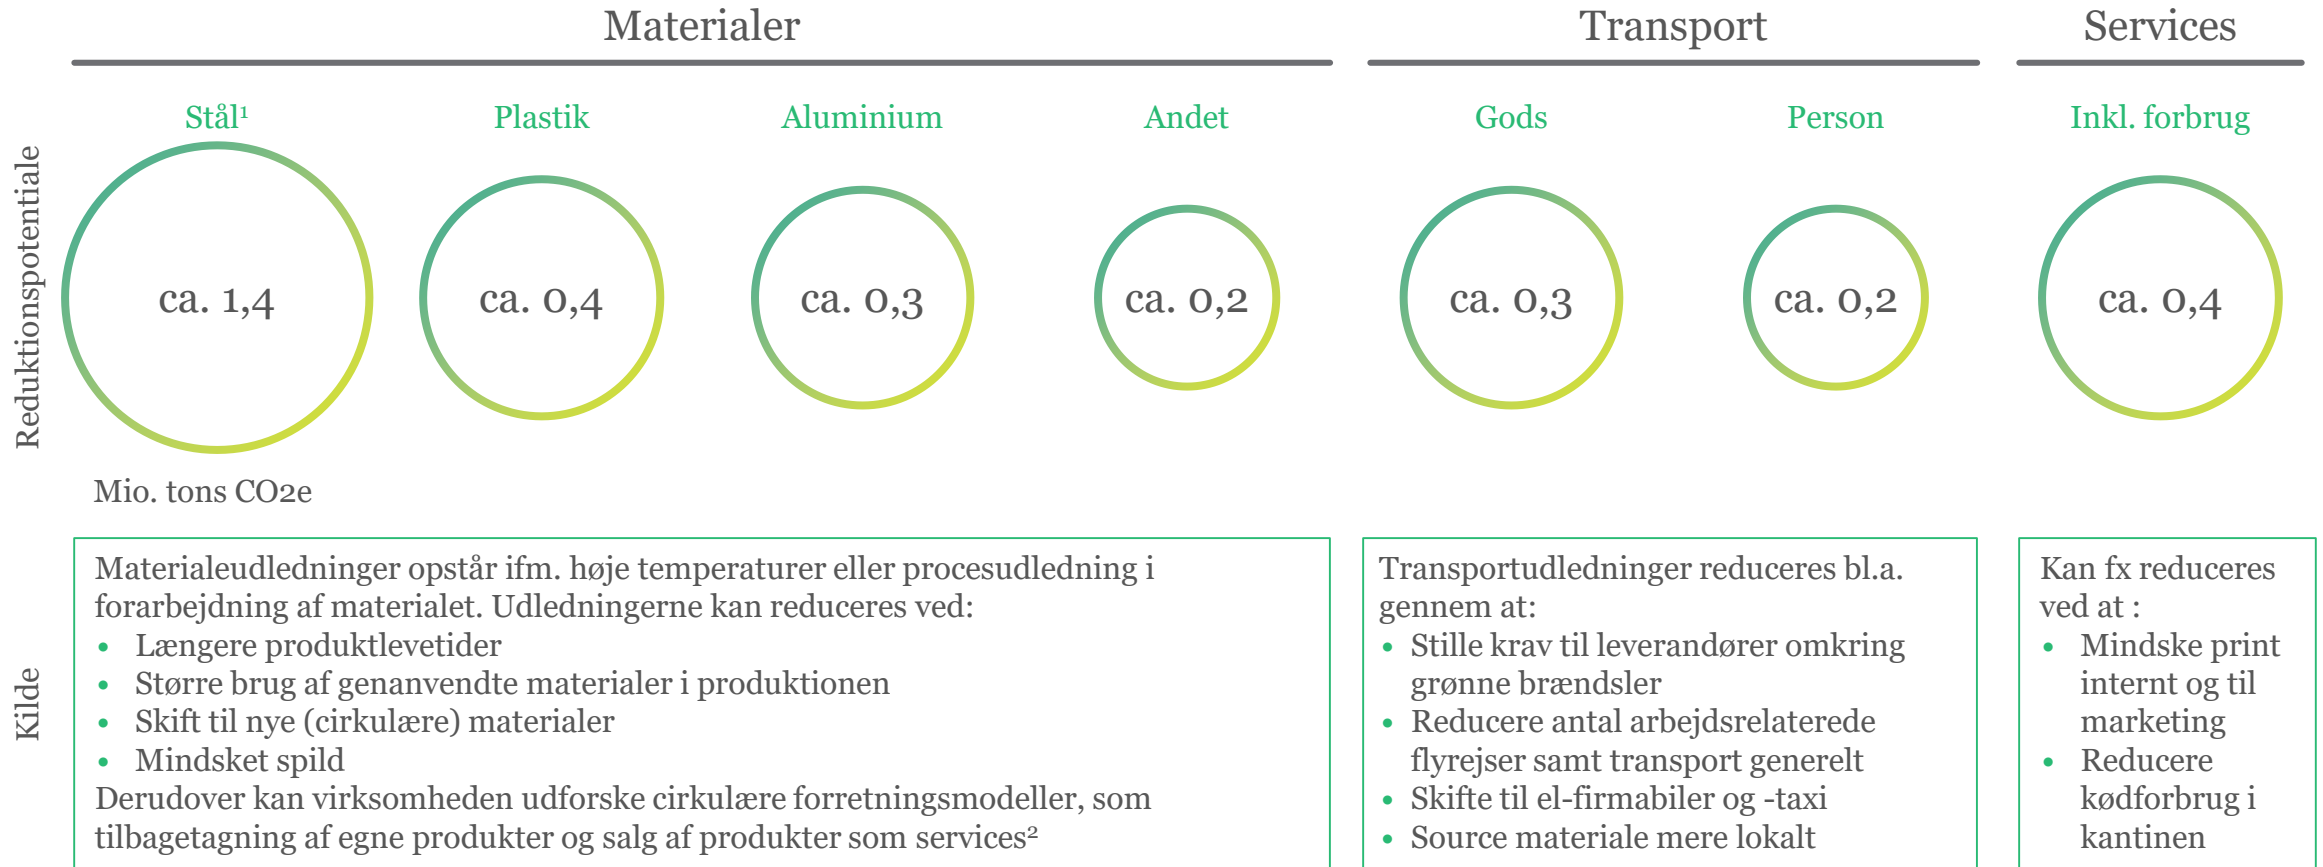 Materialer
Transport
Services
Stål¹
Plastik
Aluminium
Andet
Gods
Person
Inkl. forbrug
Reduktionspotentiale
ca. 1,4
ca. 0,4
ca. 0,3
ca. 0,2
ca. 0,3
ca. 0,2
ca. 0,4
Mio. tons CO2e
Kilde
Materialeudledninger opstår ifm. høje temperaturer eller procesudledning i
forarbejdning af materialet. Udledningerne kan reduceres ved:
• Længere produktlevetider
• Større brug af genanvendte materialer i produktionen
• Skift til nye (cirkulære) materialer
• Mindsket spild
Derudover kan virksomheden udforske cirkulære forretningsmodeller, som
tilbagetagning af egne produkter og salg af produkter som services²
Transportudledninger reduceres bl.a.
gennem at:
• Stille krav til leverandører omkring
grønne brændsler
• Reducere antal arbejdsrelaterede
flyrejser samt transport generelt
• Skifte til el-firmabiler og -taxi
• Source materiale mere lokalt
Kan fx reduceres
ved at :
• Mindske print
internt og til
marketing
• Reducere
kødforbrug i
kantinen